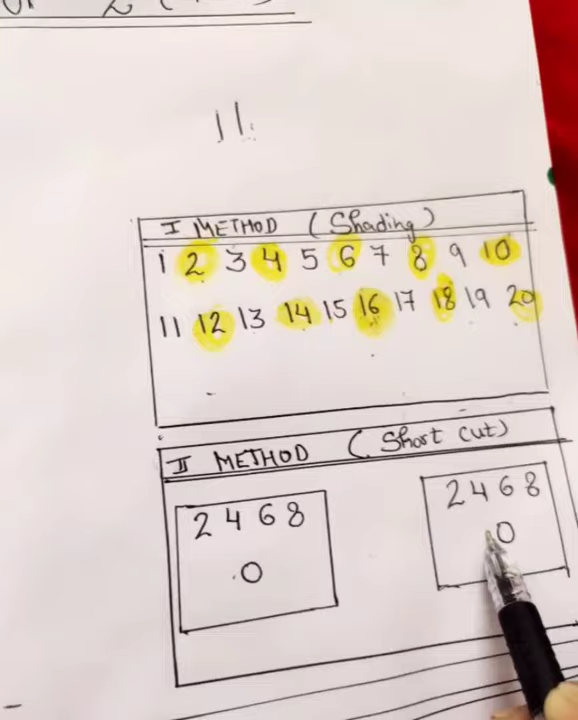 11.
I METHOD (Shading)
1 2 3 4 5 6 7 8 9 10
11 12 13 14 15 16 17 18 19 20
II METHOD (Short cut)
2 4 6 8
0
2 4 6 8
0